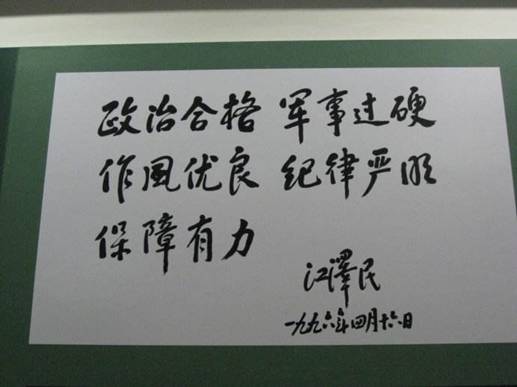 政治合格 军事过硬
作风优良 纪律严明
保障有力
江澤民
一九九六年四月十六日